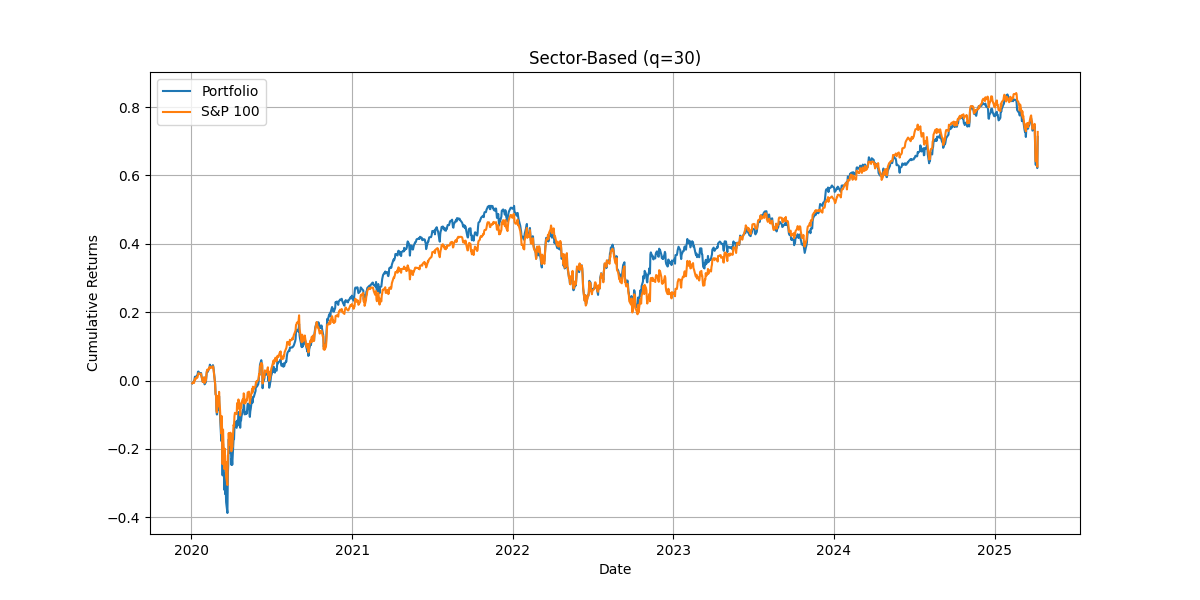 Sector-Based (q=30)
Portfolio
S&P 100
Cumulative Returns
0.8
0.6
0.4
0.2
0.0
−0.2
−0.4
2020
2021
2022
2023
2024
2025
Date